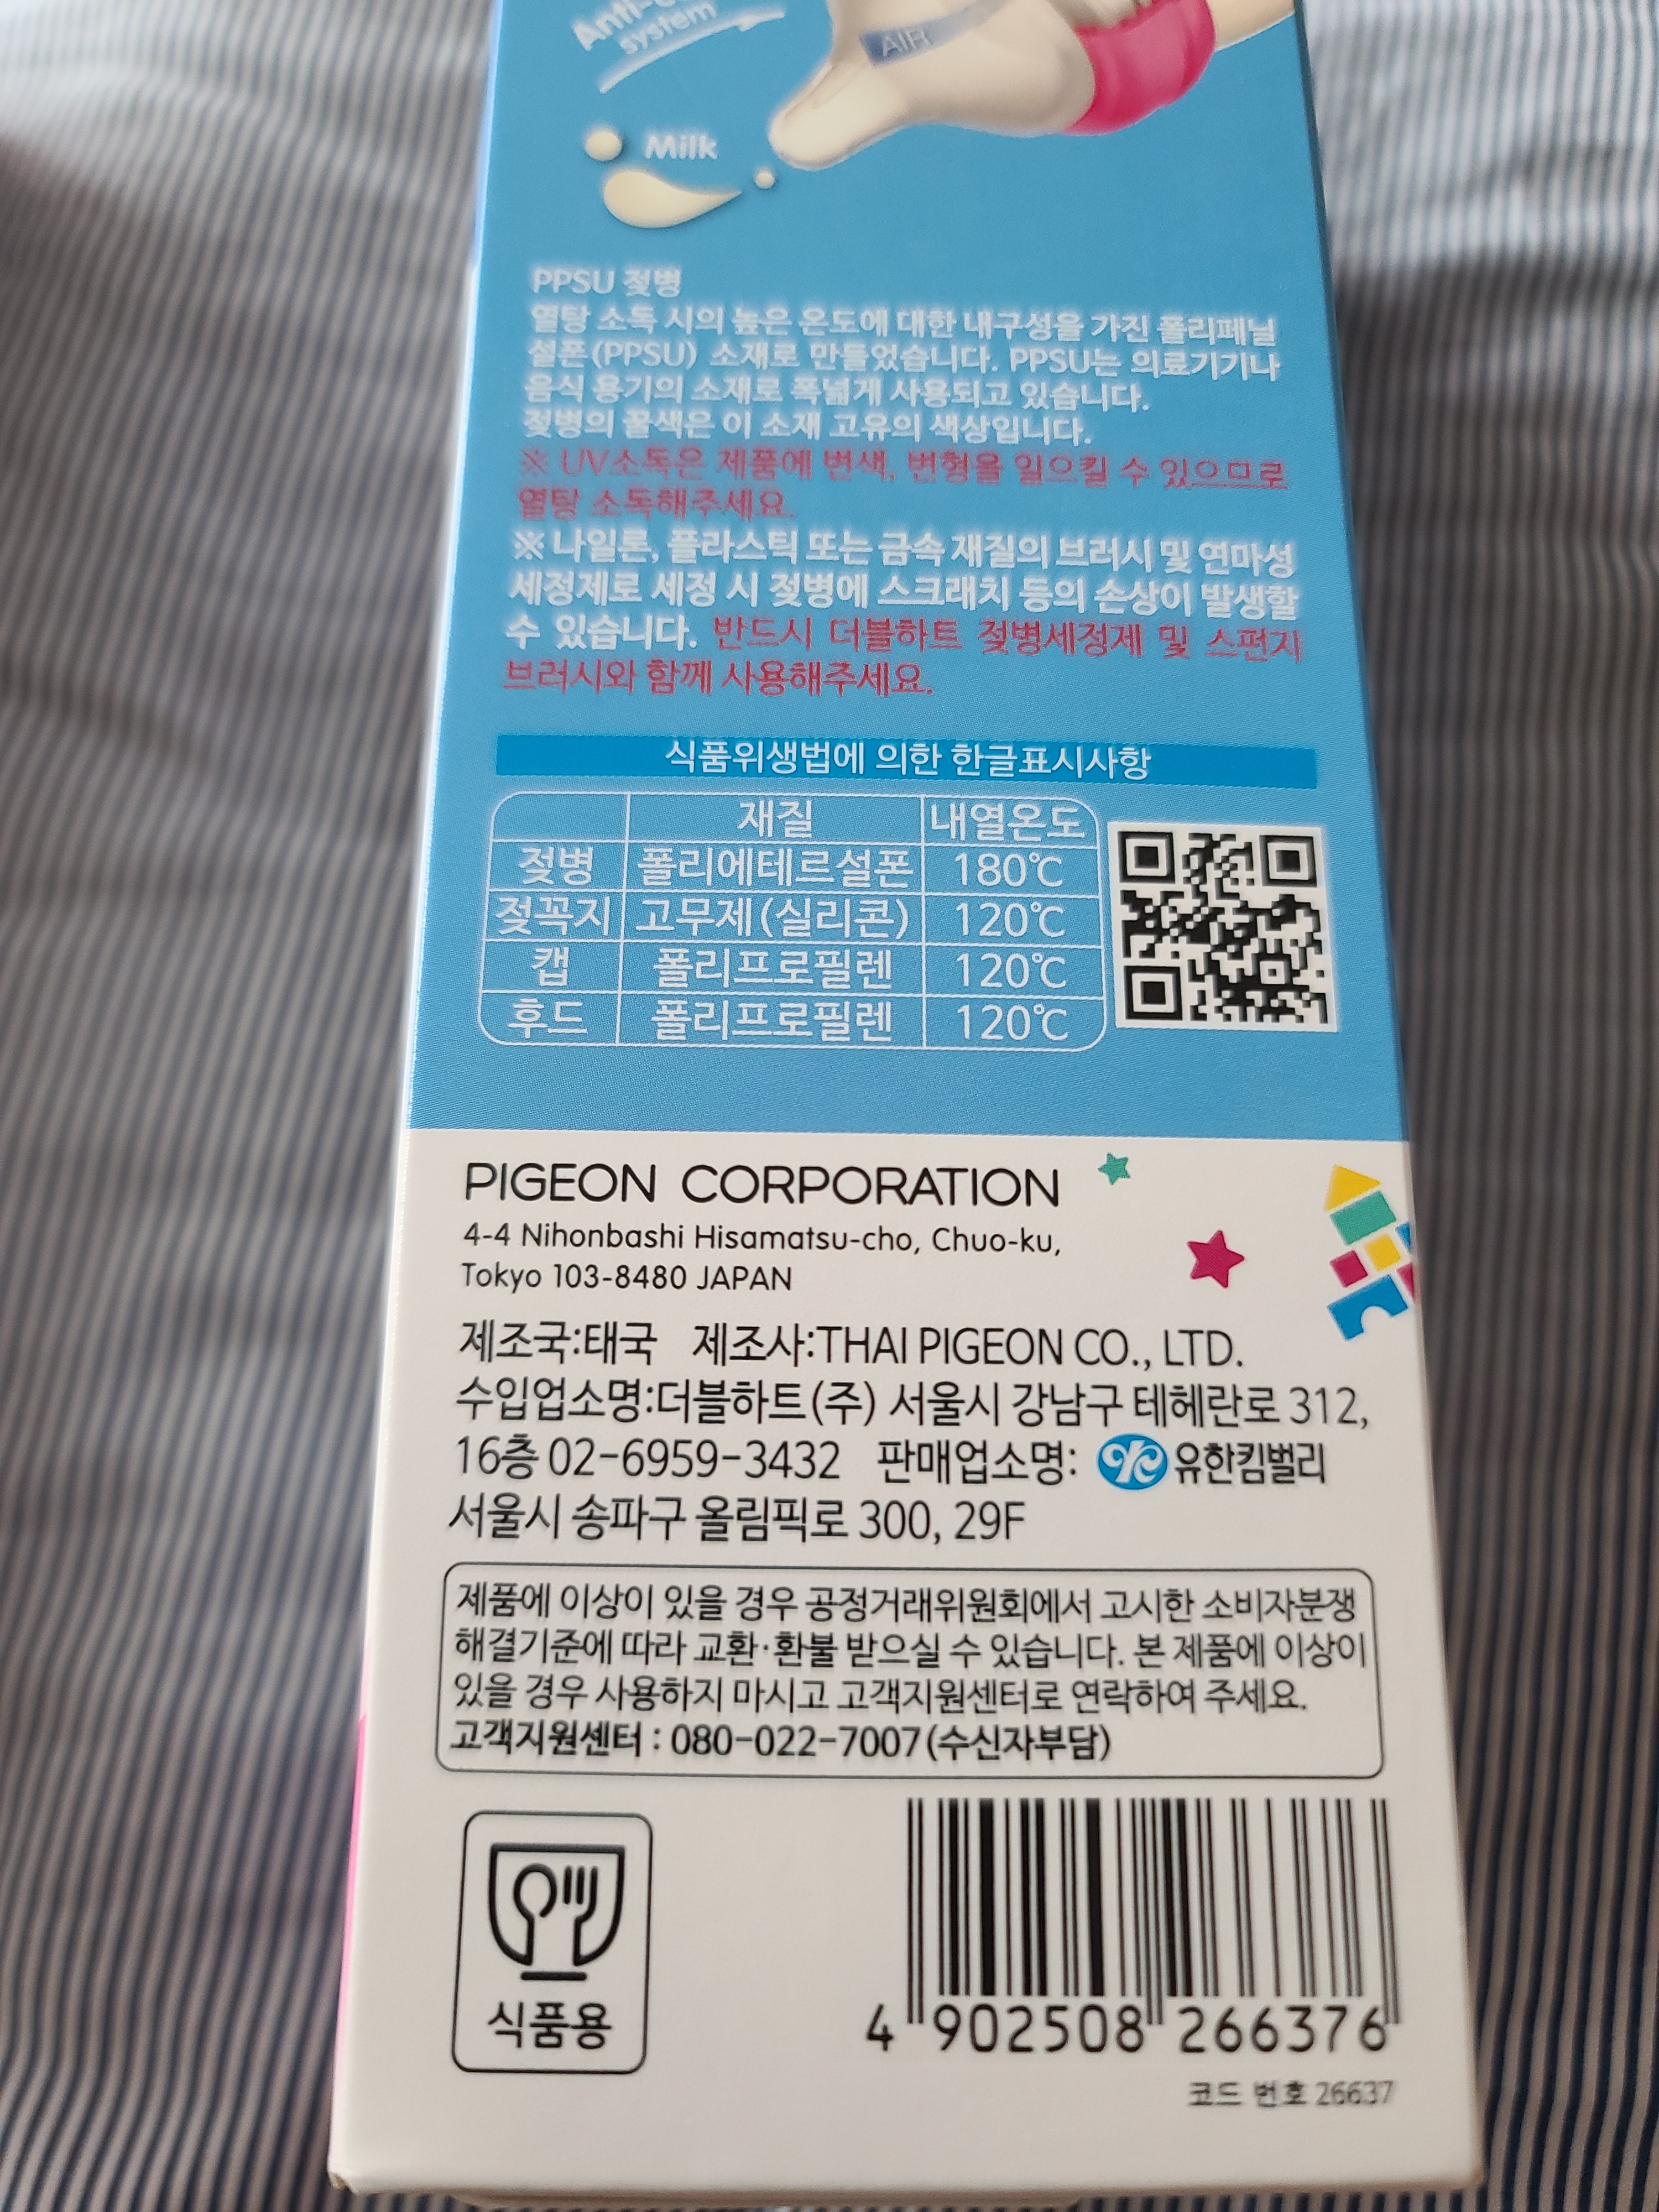 Anti-
system
AIR
Milk
PPSU 젖병
열탕 소독 시의 높은 온도에 대한 내구성을 가진 폴리페닐
설폰(PPSU) 소재로 만들었습니다. PPSU는 의료기기나
음식 용기의 소재로 폭넓게 사용되고 있습니다.
젖병의 꿀색은 이 소재 고유의 색상입니다.
※ UV소독은 제품에 변색, 변형을 일으킬 수 있으므로
열탕 소독해주세요.
※ 나일론, 플라스틱 또는 금속 재질의 브러시 및 연마성
세정제로 세정 시 젖병에 스크래치 등의 손상이 발생할
수 있습니다. 반드시 더블하트 젖병세정제 및 스펀지
브러시와 함께 사용해주세요.
식품위생법에 의한 한글표시사항
재질 내열온도
젖병 폴리에테르설폰 180℃
젖꼭지 고무제(실리콘) 120℃
캡 폴리프로필렌 120℃
후드 폴리프로필렌 120℃
PIGEON CORPORATION
4-4 Nihonbashi Hisamatsu-cho, Chuo-ku,
Tokyo 103-8480 JAPAN
제조국:태국 제조사:THAI PIGEON CO., LTD.
수입업소명:더블하트(주) 서울시 강남구 테헤란로 312,
16층 02-6959-3432 판매업소명: 유한킴벌리
서울시 송파구 올림픽로 300, 29F
제품에 이상이 있을 경우 공정거래위원회에서 고시한 소비자분쟁
해결기준에 따라 교환·환불 받으실 수 있습니다. 본 제품에 이상이
있을 경우 사용하지 마시고 고객지원센터로 연락하여 주세요.
고객지원센터 : 080-022-7007(수신자부담)
식품용
4 902508 266376
코드 번호 26637